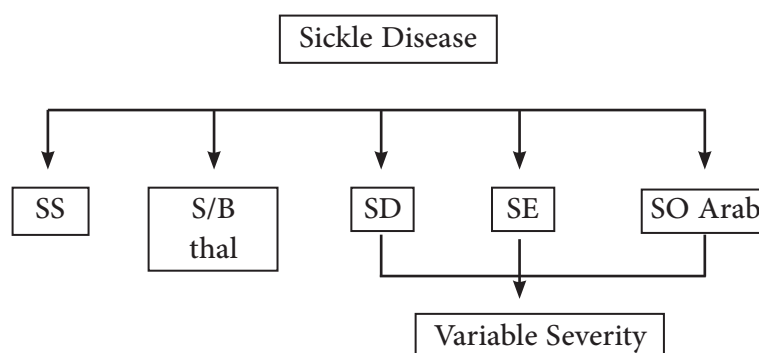 Sickle Disease
SS
S/B
thal
SD
SE
SO Arab
Variable Severity